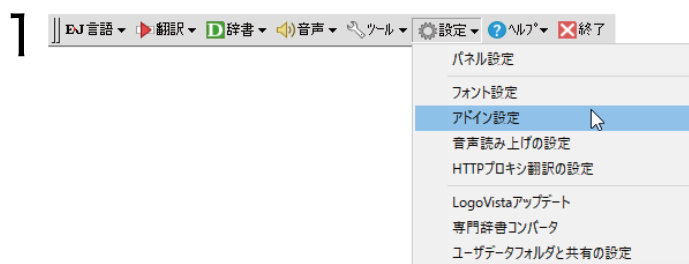 1
EJ 言語 翻訳 D 辞書 音声 ツール 設定 ? ヘルプ 終了
パネル設定
フォント設定
アドイン設定
音声読み上げの設定
HTTPプロキシ翻訳の設定
LogoVistaアップデート
専門辞書コンバータ
ユーザデータフォルダと共有の設定